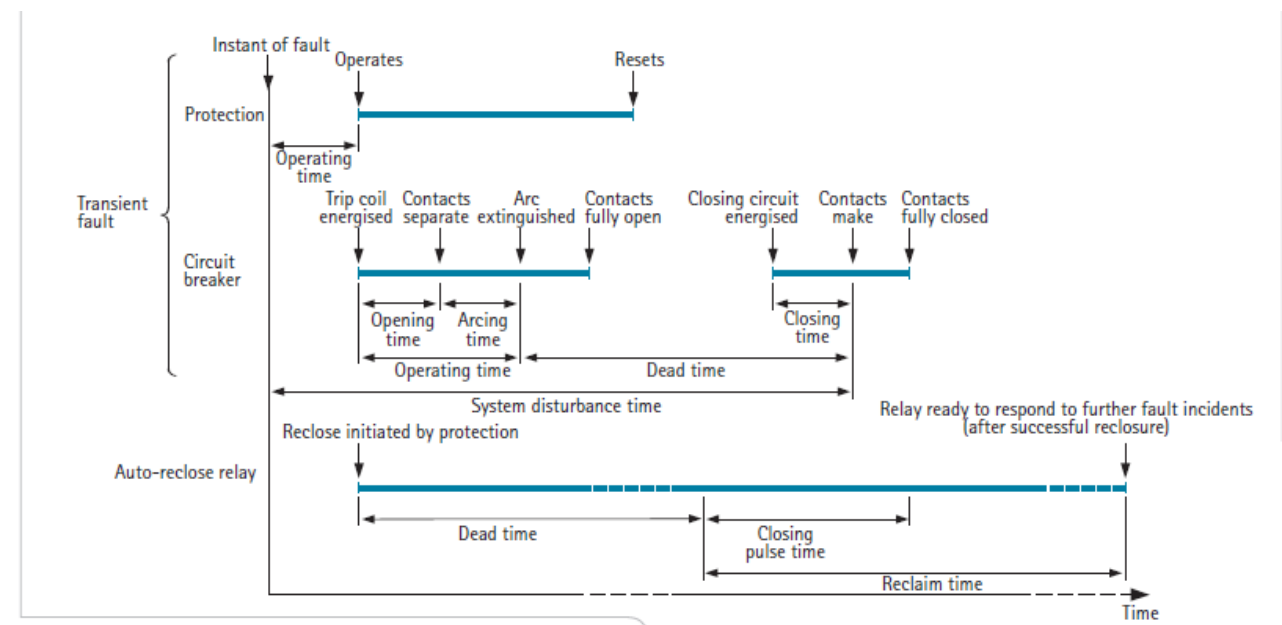 Instant of fault
Operates
Resets
Protection
Operating
time
Transient
fault
Trip coil
energised
Contacts
separate
Arc
extinguished
Contacts
fully open
Closing circuit
energised
Contacts
make
Contacts
fully closed
Circuit
breaker
Opening
time
Arcing
time
Closing
time
Operating time
Dead time
System disturbance time
Relay ready to respond to further fault incidents
(after successful reclosure)
Reclose initiated by protection
Auto-reclose relay
Dead time
Closing
pulse time
Reclaim time
Time